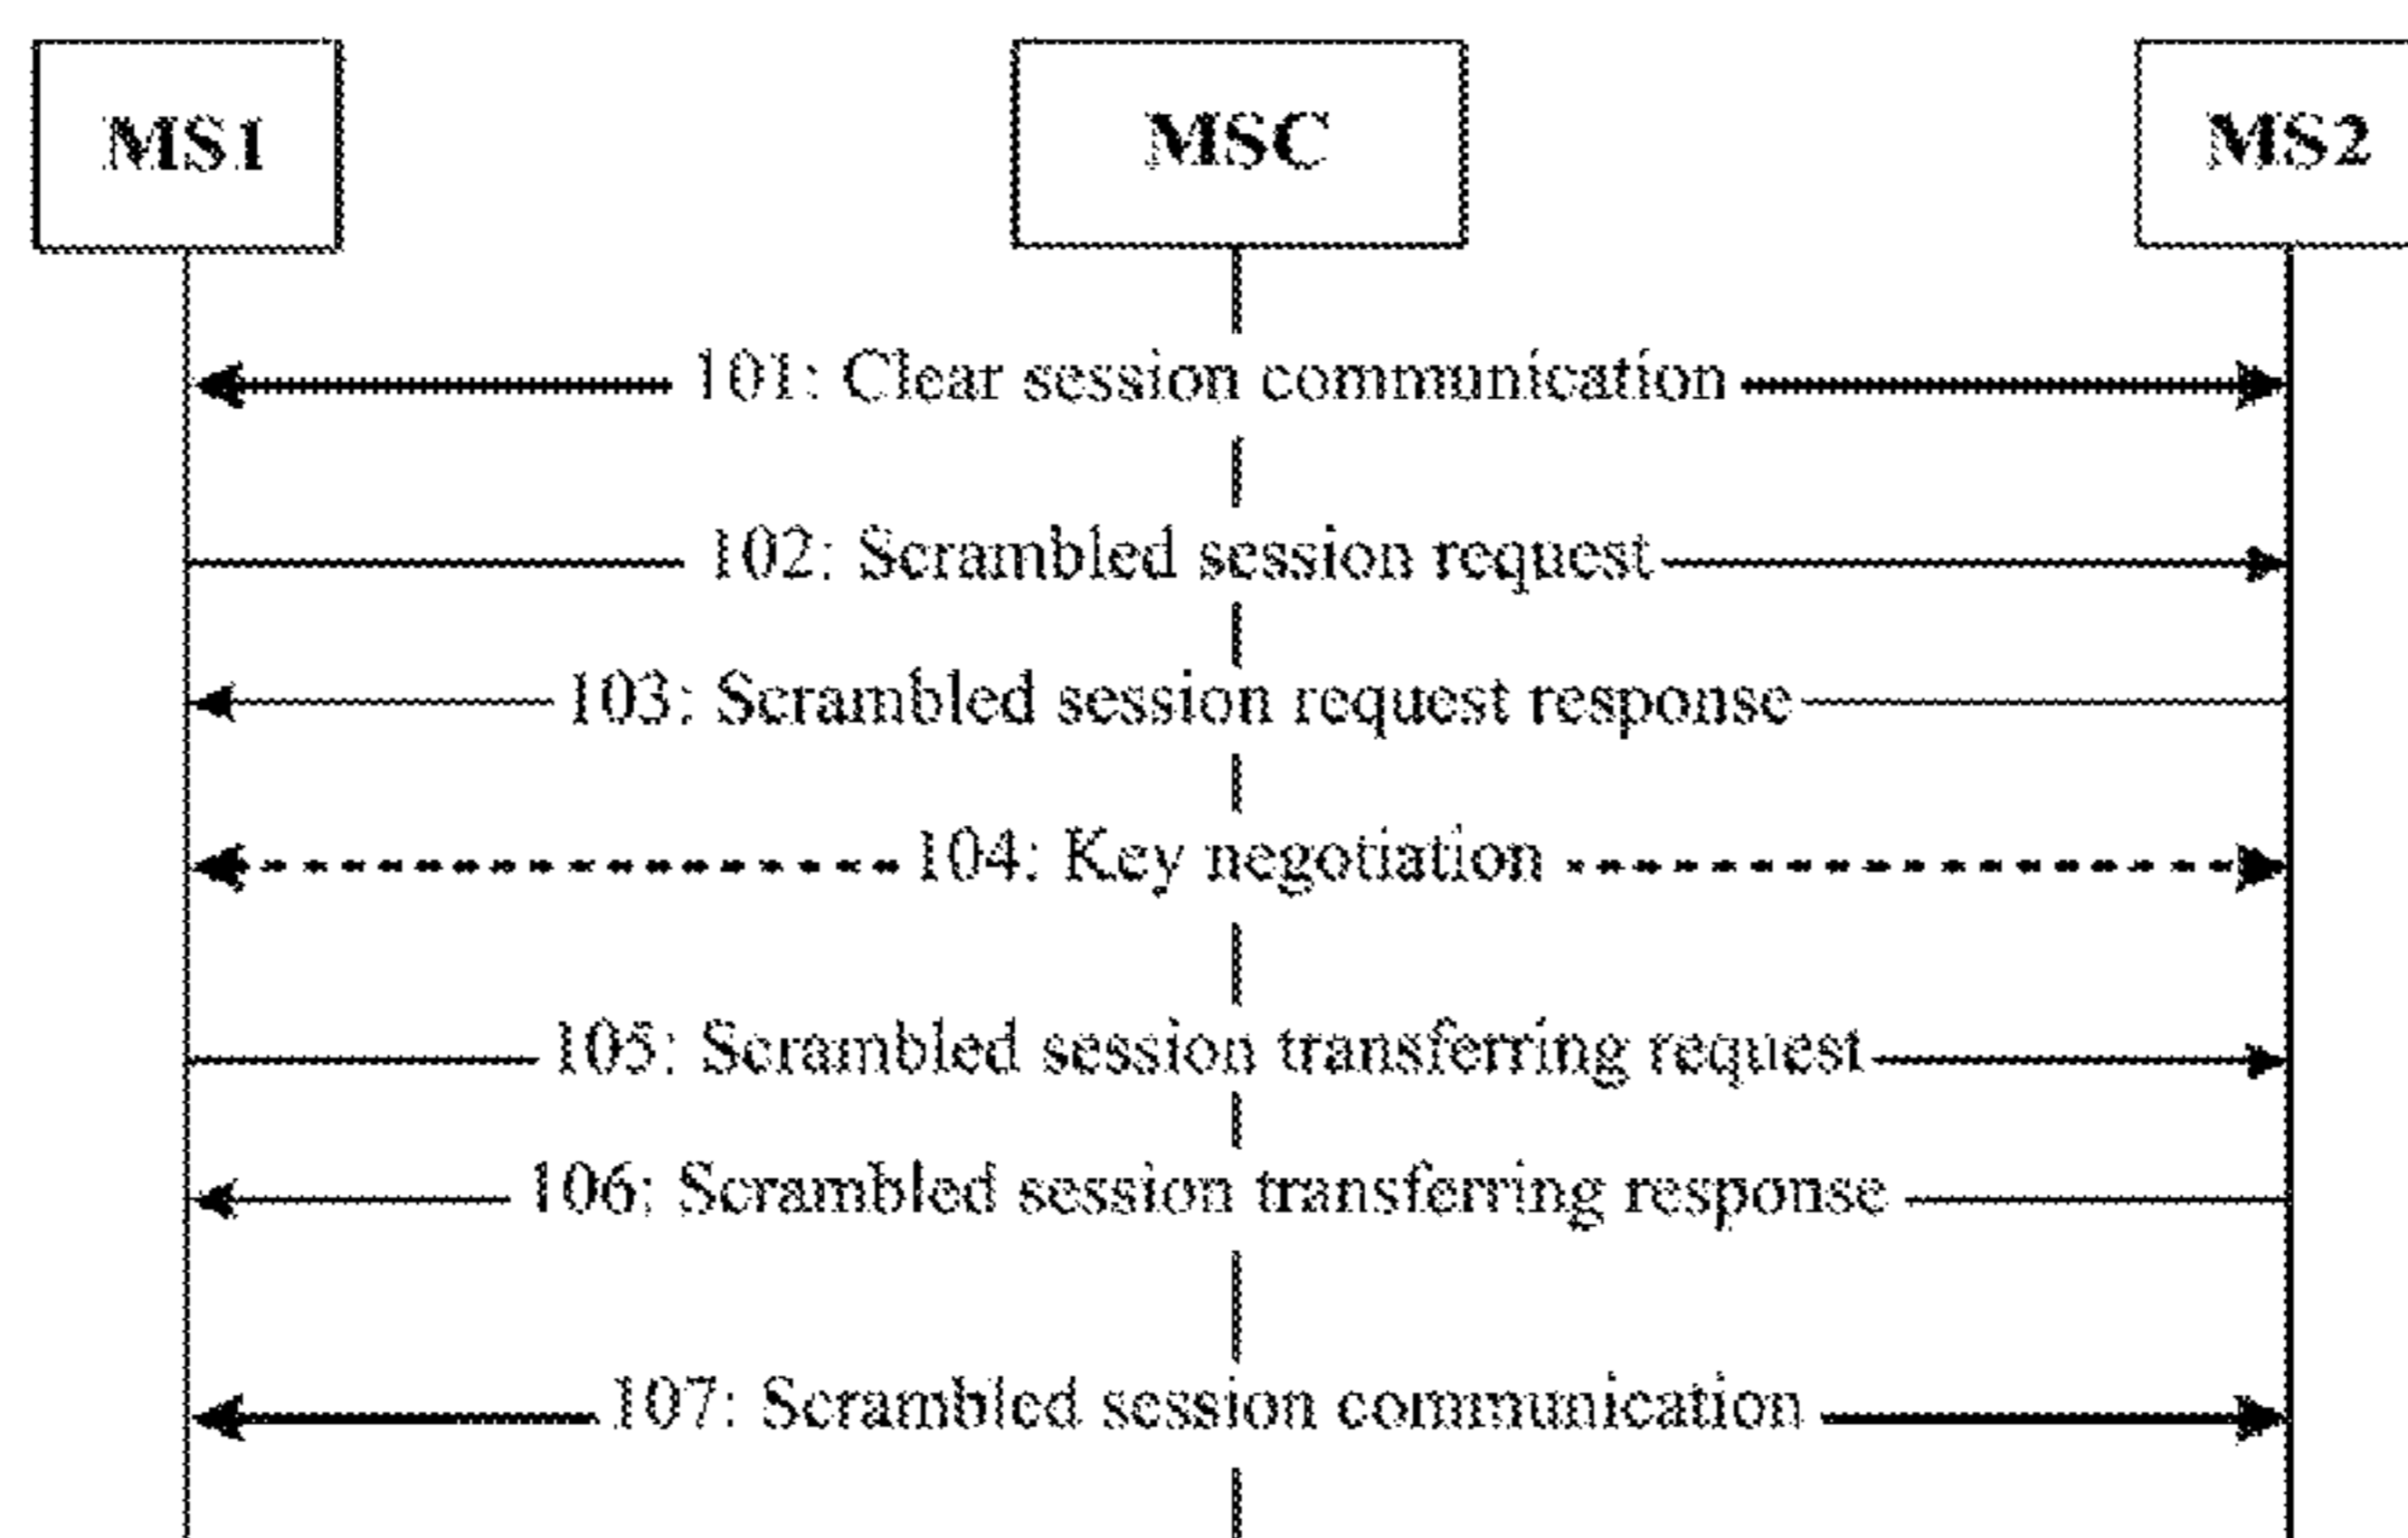 MS1
MSC
MS2
101: Clear session communication
102: Scrambled session request
103: Scrambled session request response
104: Key negotiation
105: Scrambled session transferring request
106: Scrambled session transferring response
107: Scrambled session communication